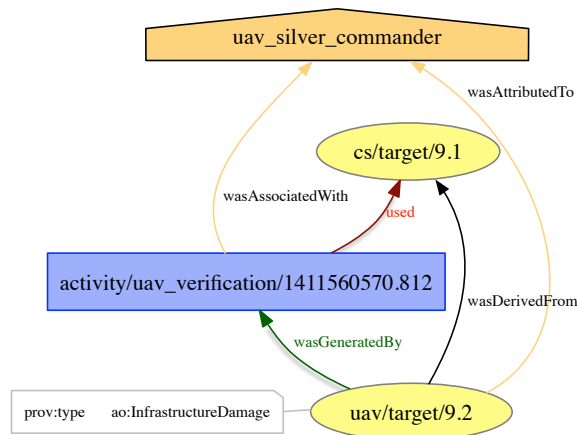 uav_silver_commander
wasAttributedTo
cs/target/9.1
wasAssociatedWith
used
activity/uav_verification/1411560570.812
wasDerivedFrom
wasGeneratedBy
prov:type ao:InfrastructureDamage
uav/target/9.2